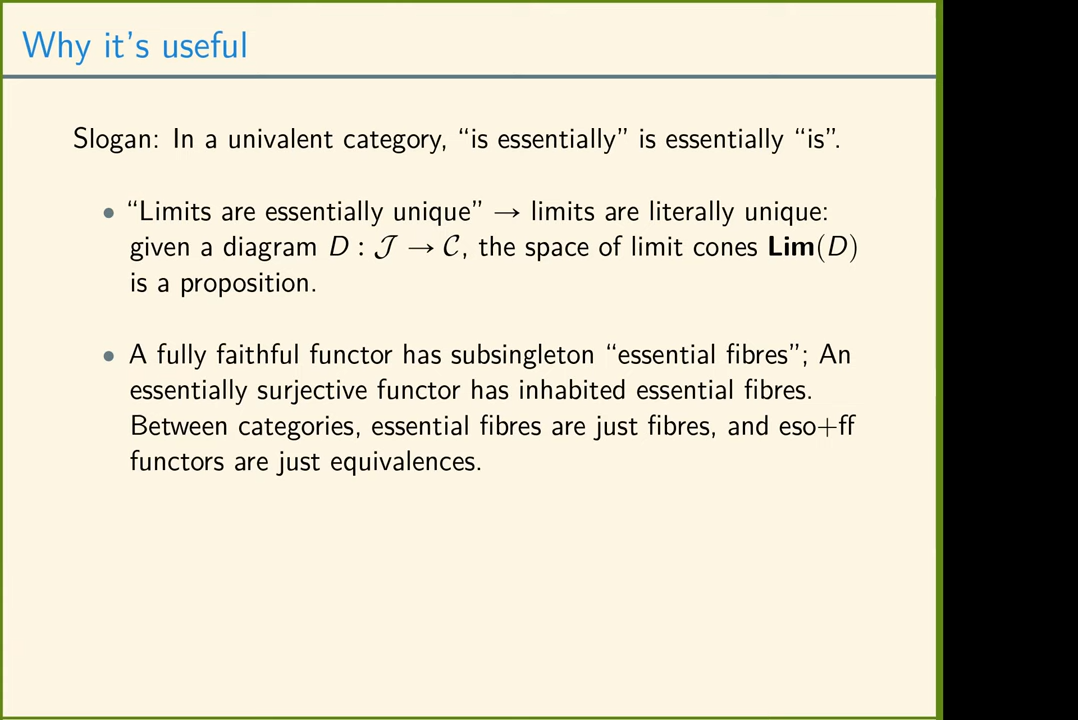 Why it's useful
Slogan: In a univalent category, “is essentially” is essentially “is”.
• “Limits are essentially unique” → limits are literally unique:
given a diagram D : 𝒥 → 𝒞, the space of limit cones Lim(D)
is a proposition.
• A fully faithful functor has subsingleton “essential fibres”; An
essentially surjective functor has inhabited essential fibres.
Between categories, essential fibres are just fibres, and eso+ff
functors are just equivalences.